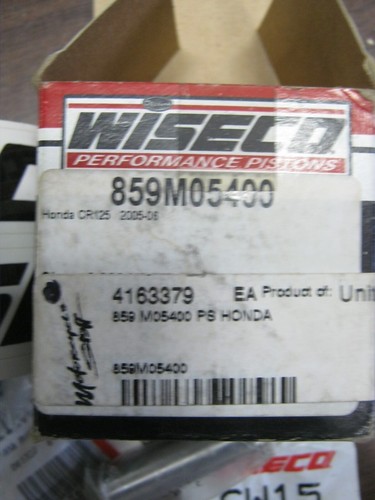 WISECO
PERFORMANCE PISTONS
859M05400
Honda CR125 2005-06
4163379 EA Product of: Unit
859 M05400 PS HONDA
859M05400
ECO
CW15